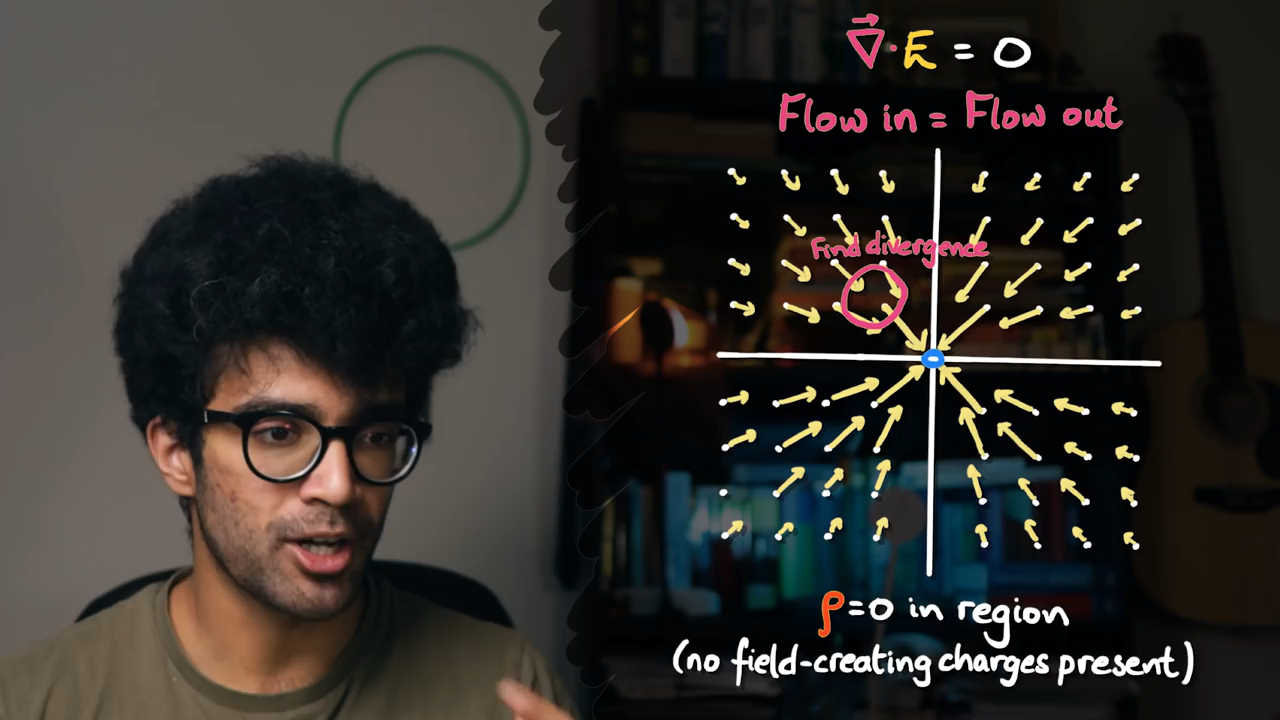 ∇⃗·E = 0
Flow in = Flow out
Find divergence
-
ρ=0 in region
(no field-creating charges present)